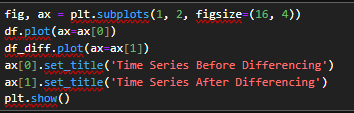 fig, ax = plt.subplots(1, 2, figsize=(16, 4))
df.plot(ax=ax[0])
df_diff.plot(ax=ax[1])
ax[0].set_title('Time Series Before Differencing')
ax[1].set_title('Time Series After Differencing')
plt.show()